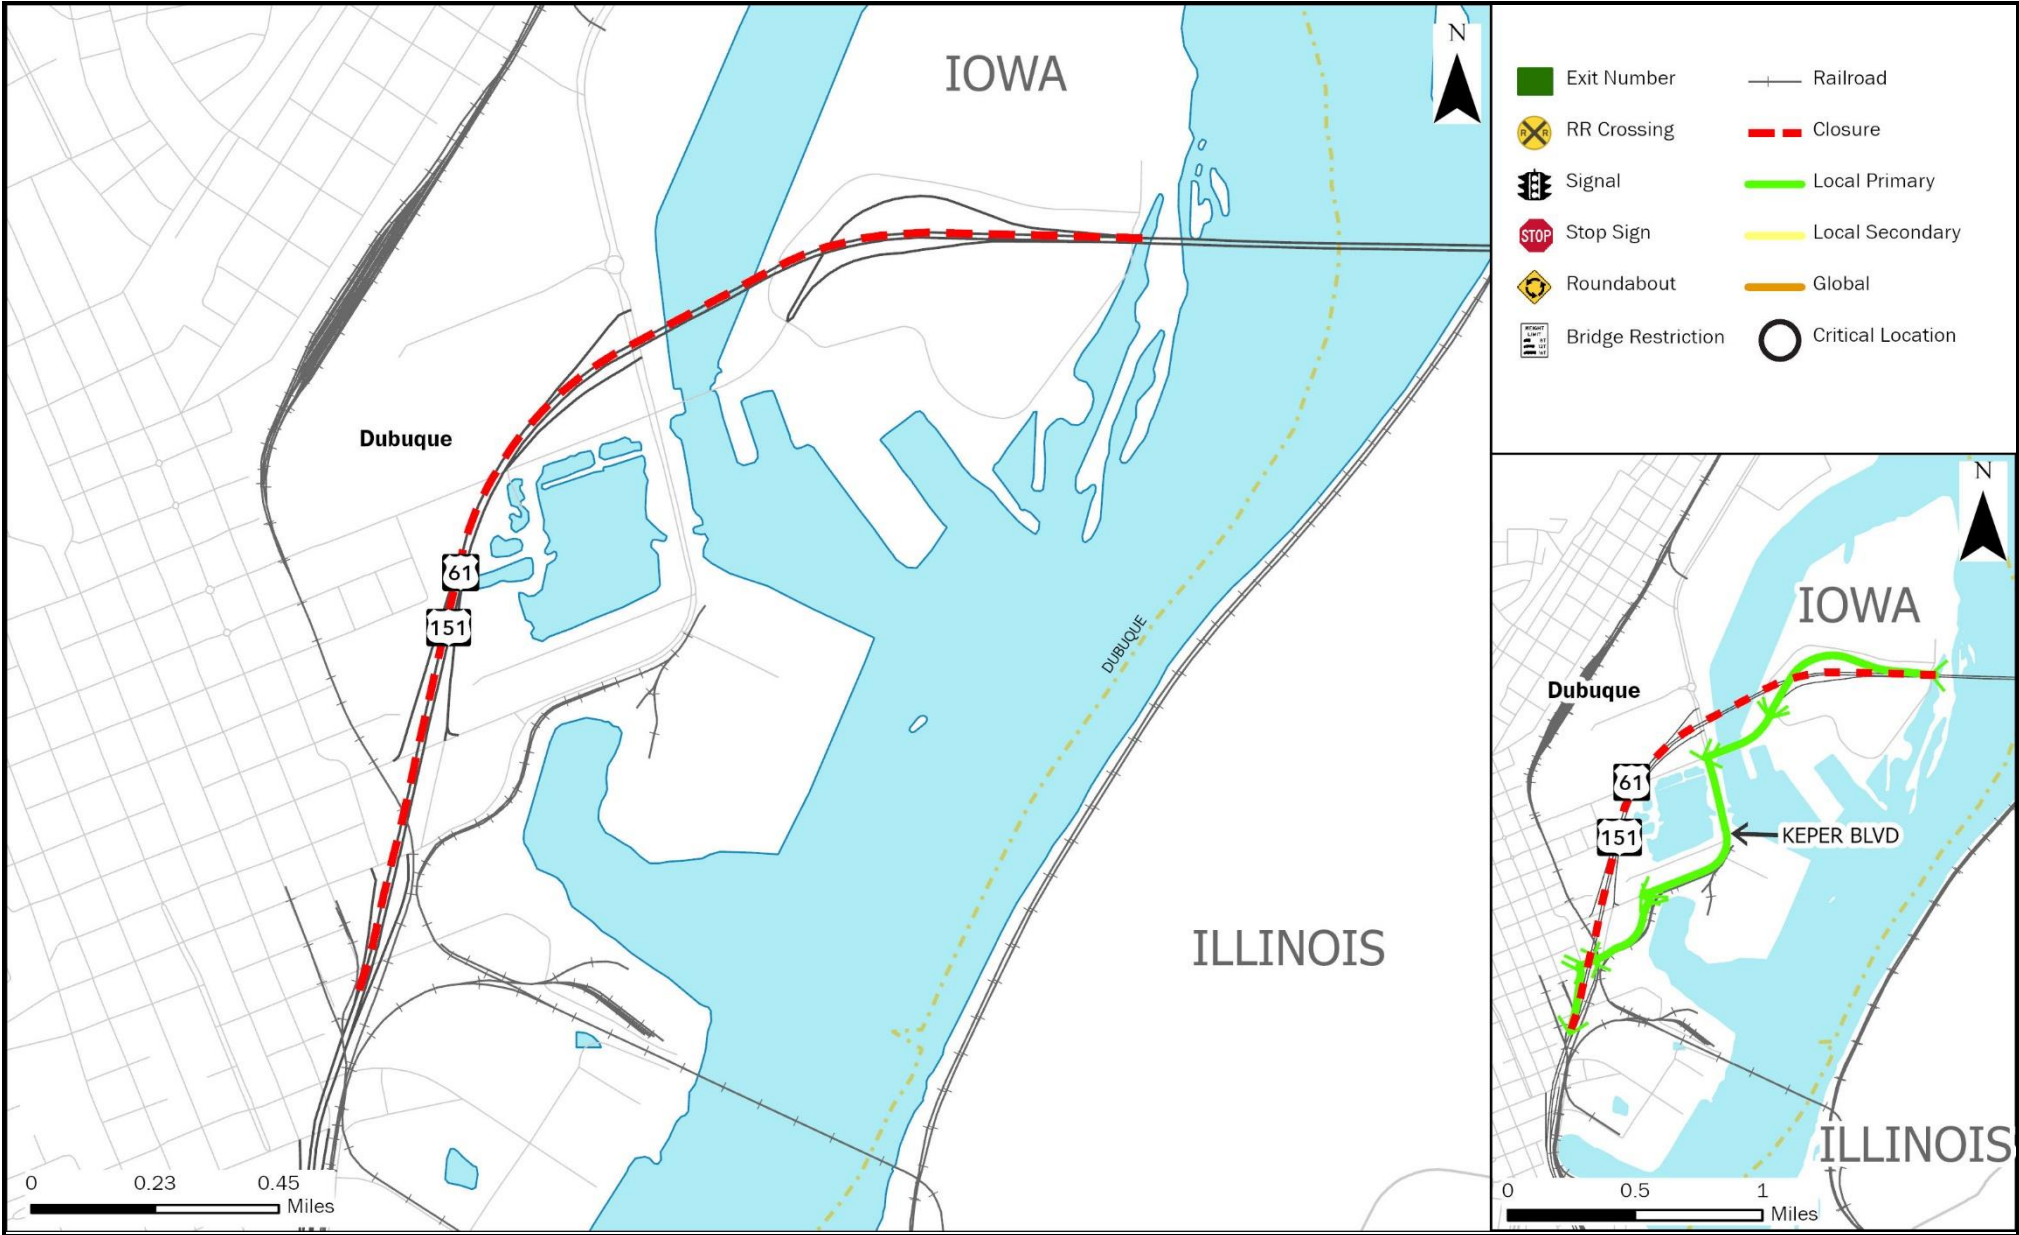 IOWA
N
Dubuque
61
151
DUBUQUE
ILLINOIS
0 0.23 0.45
Miles
Exit Number
Railroad
R R
RR Crossing
Closure
Signal
Local Primary
STOP
Stop Sign
Local Secondary
Roundabout
Global
WEIGHT
LIMIT
Bridge Restriction
Critical Location
N
IOWA
Dubuque
61
151
KEPER BLVD
ILLINOIS
0 0.5 1
Miles